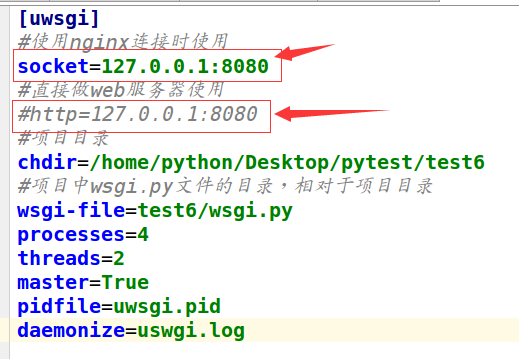 [uwsgi]
#使用nginx连接时使用
socket=127.0.0.1:8080
#直接做web服务器使用
#http=127.0.0.1:8080
#项目目录
chdir=/home/python/Desktop/pytest/test6
#项目中wsgi.py文件的目录，相对于项目目录
wsgi-file=test6/wsgi.py
processes=4
threads=2
master=True
pidfile=uwsgi.pid
daemonize=uswgi.log